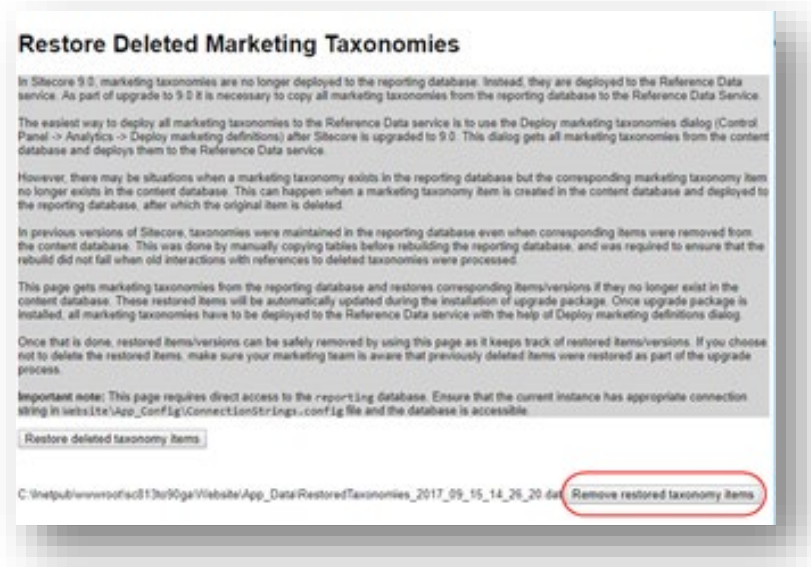 Restore Deleted Marketing Taxonomies
In Sitecore 9.0, marketing taxonomies are no longer deployed to the reporting database. Instead, they are deployed to the Reference Data
service. As part of upgrade to 9.0 it is necessary to copy all marketing taxonomies from the reporting database to the Reference Data Service.
The easiest way to deploy all marketing taxonomies to the Reference Data service is to use the Deploy marketing taxonomies dialog (Control
Panel -> Analytics -> Deploy marketing definitions) after Sitecore is upgraded to 9.0. This dialog gets all marketing taxonomies from the content
database and deploys them to the Reference Data service.
However, there may be situations when a marketing taxonomy exists in the reporting database but the corresponding marketing taxonomy item
no longer exists in the content database. This can happen when a marketing taxonomy item is created in the content database and deployed to
the reporting database, after which the original item is deleted.
In previous versions of Sitecore, taxonomies were maintained in the reporting database even when corresponding items were removed from
the content database. This was done by manually copying tables before rebuilding the reporting database, and was required to ensure that the
rebuild did not fail when old interactions with references to deleted taxonomies were processed.
This page gets marketing taxonomies from the reporting database and restores corresponding items/versions if they no longer exist in the
content database. These restored items will be automatically updated during the installation of upgrade package. Once upgrade package is
installed, all marketing taxonomies have to be deployed to the Reference Data service with the help of Deploy marketing definitions dialog.
Once that is done, restored items/versions can be safely removed by using this page as it keeps track of restored items/versions. If you choose
not to delete the restored items, make sure your marketing team is aware that previously deleted items were restored as part of the upgrade
process.
Important note: This page requires direct access to the reporting database. Ensure that the current instance has appropriate connection
string in website\App_Config\ConnectionStrings.config file and the database is accessible.
Restore deleted taxonomy items
C:\Inetpub\wwwroot\sc813to90ga\Website\App_Data\RestoredTaxonomies_2017_09_15_14_26_20.dat Remove restored taxonomy items